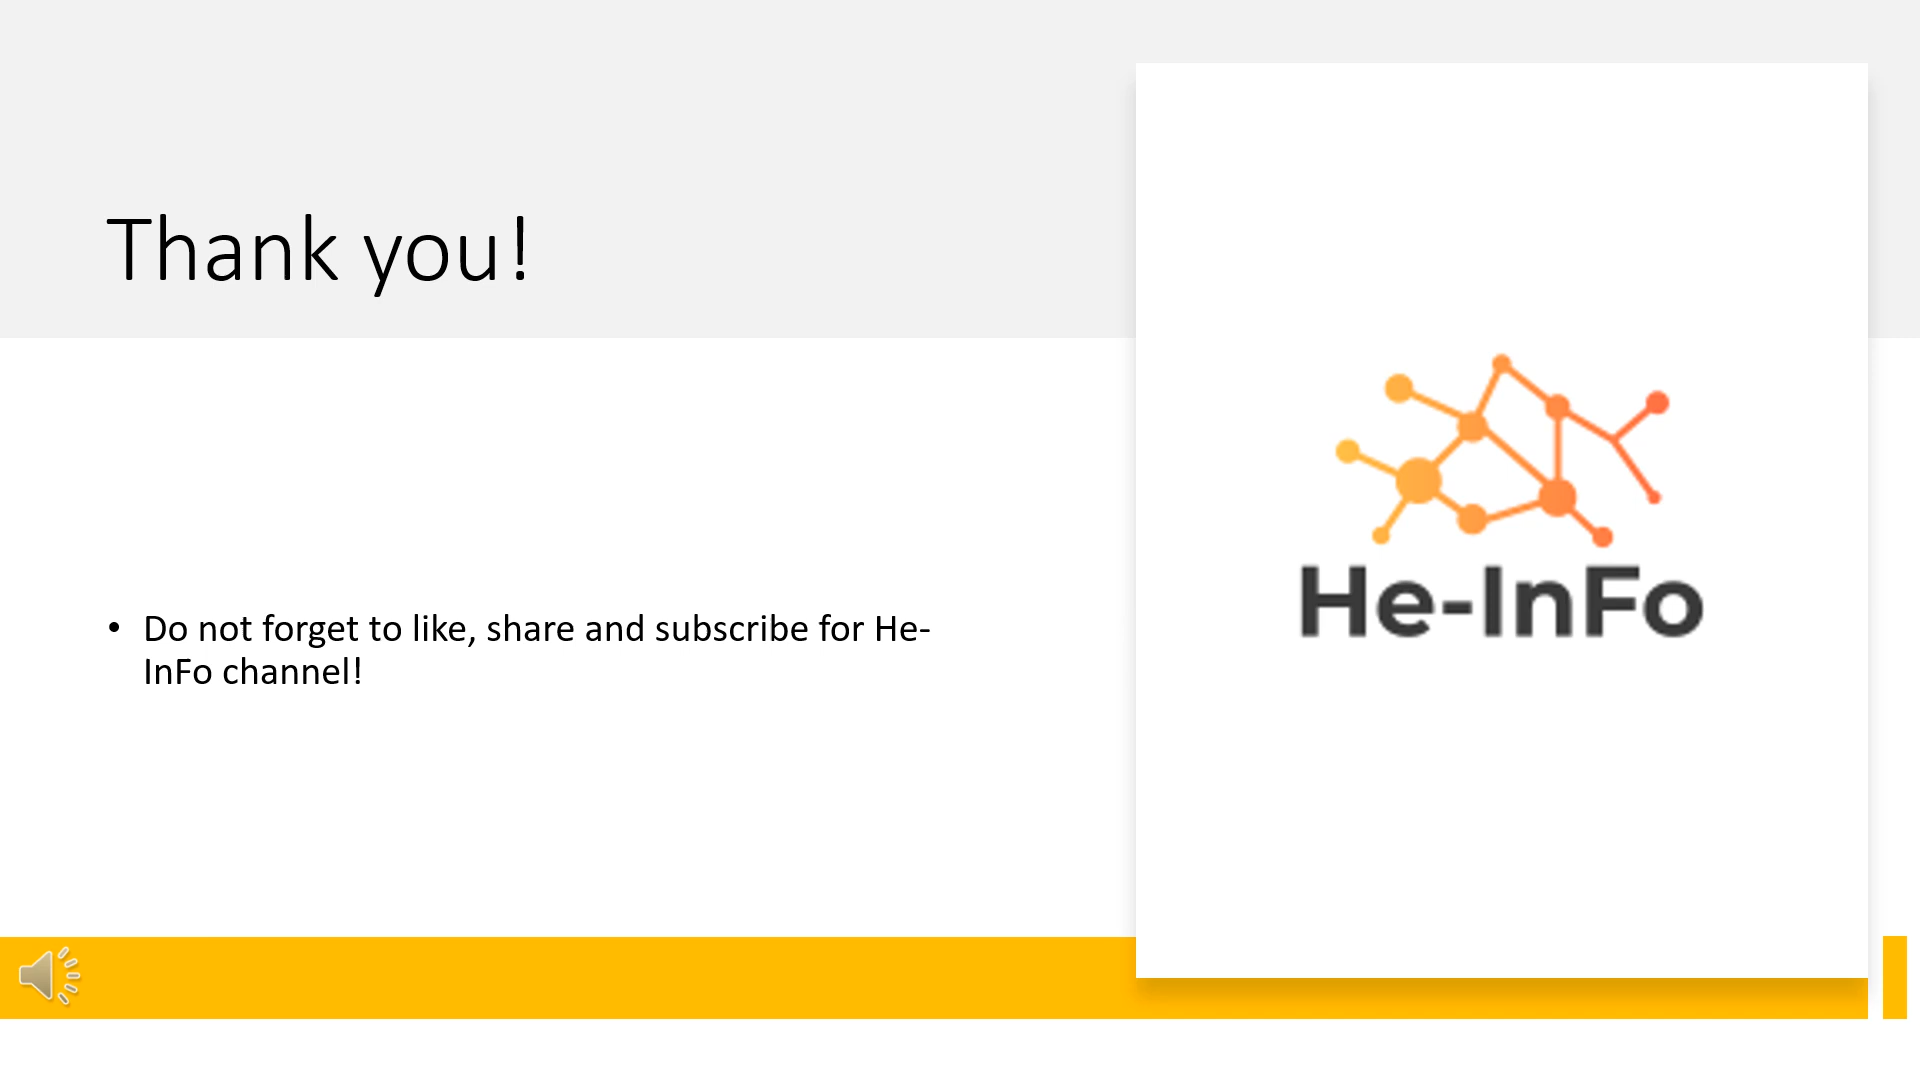 Thank you!
• Do not forget to like, share and subscribe for He-
InFo channel!
He-InFo